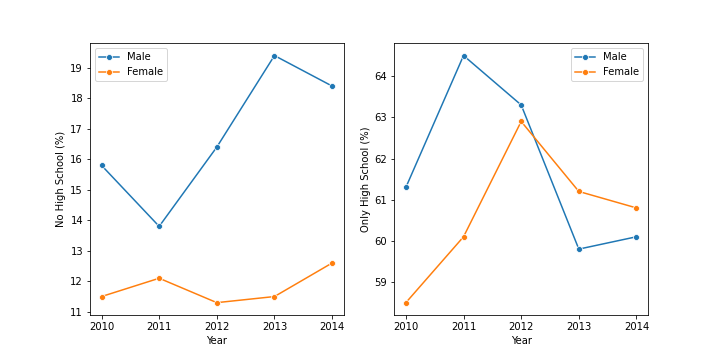 Male
Female
No High School (%)
19
18
17
16
15
14
13
12
11
2010 2011 2012 2013 2014
Year
Male
Female
Only High School (%)
64
63
62
61
60
59
2010 2011 2012 2013 2014
Year